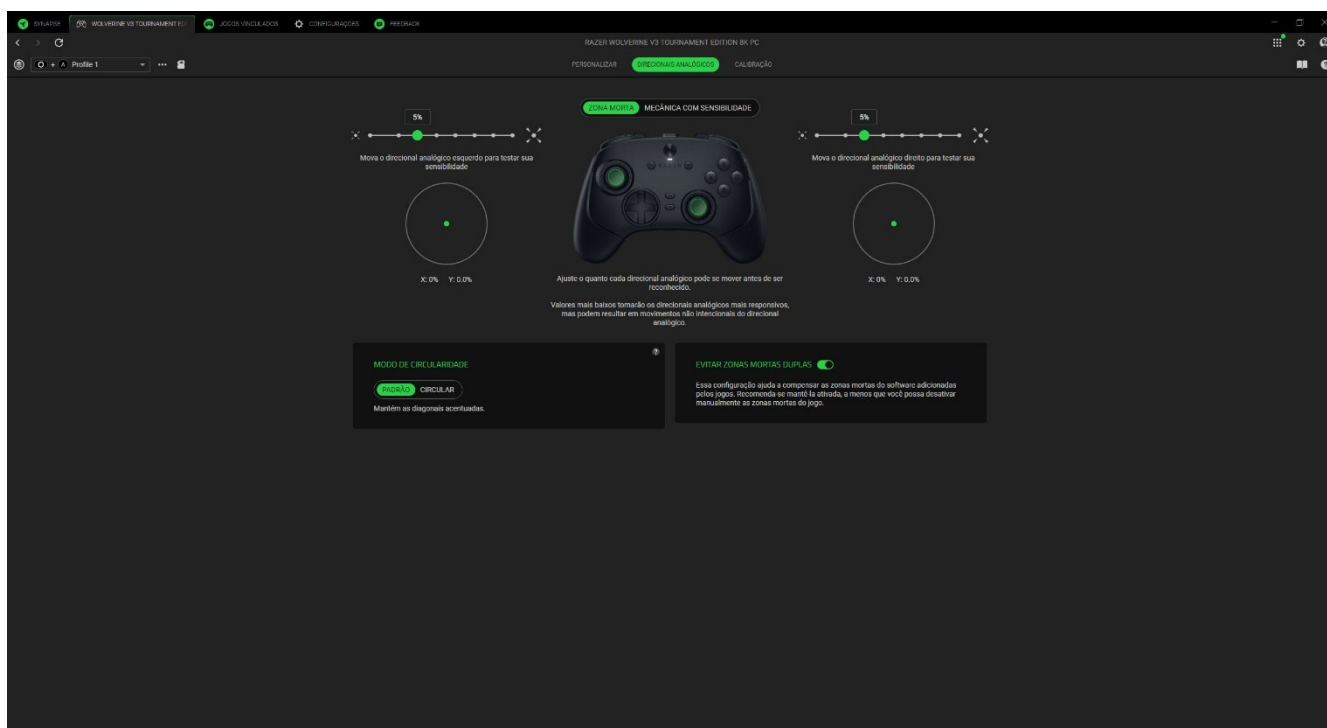 SYNAPSE
WOLVERINE V3 TOURNAMENT EDI
JOGOS VINCULADOS
CONFIGURAÇÕES
FEEDBACK
RAZER WOLVERINE V3 TOURNAMENT EDITION 8K PC
+ A Profile 1
PERSONALIZAR
DIRECIONAIS ANALÓGICOS
CALIBRAÇÃO
ZONA MORTA
MECÂNICA COM SENSIBILIDADE
5%
Mova o direcional analógico esquerdo para testar sua
sensibilidade
X: 0% Y: 0.0%
5%
Mova o direcional analógico direito para testar sua
sensibilidade
X: 0% Y: 0.0%
RAZER
Ajuste o quanto cada direcional analógico pode se mover antes de ser
reconhecido.
Valores mais baixos tornarão os direcionais analógicos mais responsivos,
mas podem resultar em movimentos não intencionais do direcional
analógico.
MODO DE CIRCULARIDADE
?
PADRÃO
CIRCULAR
Mantém as diagonais acentuadas.
EVITAR ZONAS MORTAS DUPLAS
Essa configuração ajuda a compensar as zonas mortas do software adicionadas
pelos jogos. Recomenda-se mantê-la ativada, a menos que você possa desativar
manualmente as zonas mortas do jogo.